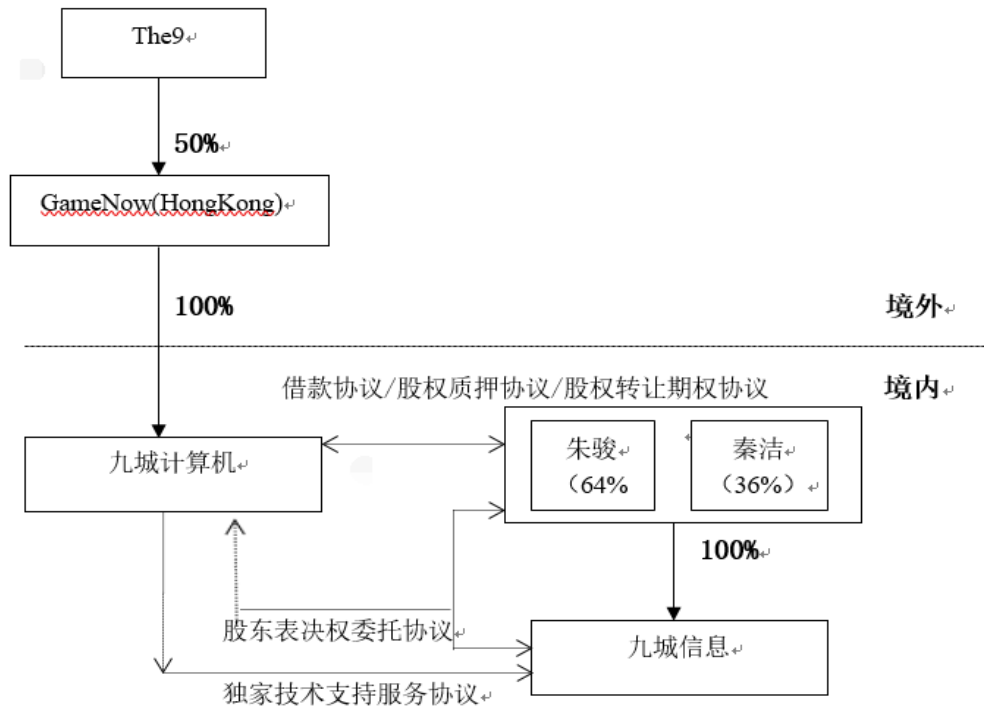 The9
50%
GameNow(HongKong)
100%
境外
借款协议/股权质押协议/股权转让期权协议
境内
九城计算机
朱骏
（64%
秦洁
（36%）
100%
股东表决权委托协议
九城信息
独家技术支持服务协议